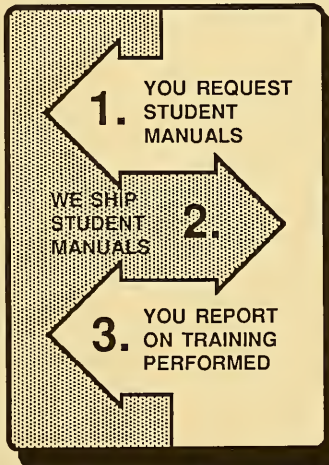 1. YOU REQUEST
STUDENT
MANUALS
WE SHIP
STUDENT
MANUALS 2.
3. YOU REPORT
ON TRAINING
PERFORMED